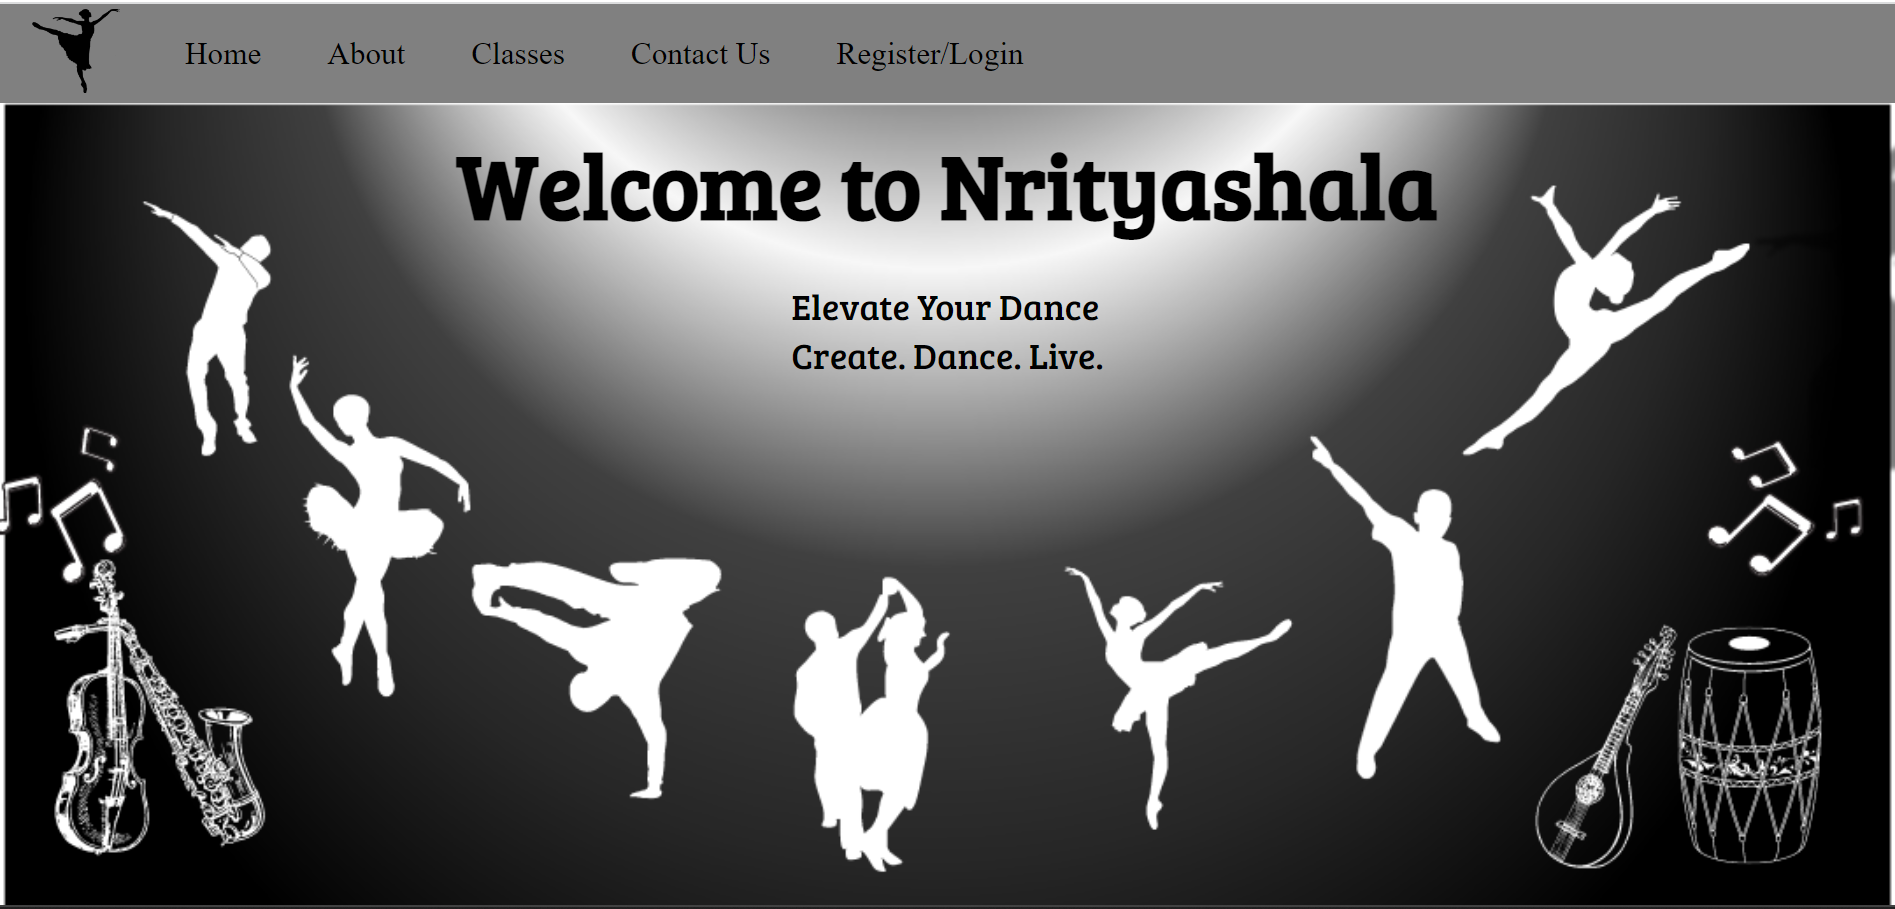 Home About Classes Contact Us Register/Login
Welcome to Nrityashala
Elevate Your Dance
Create. Dance. Live.